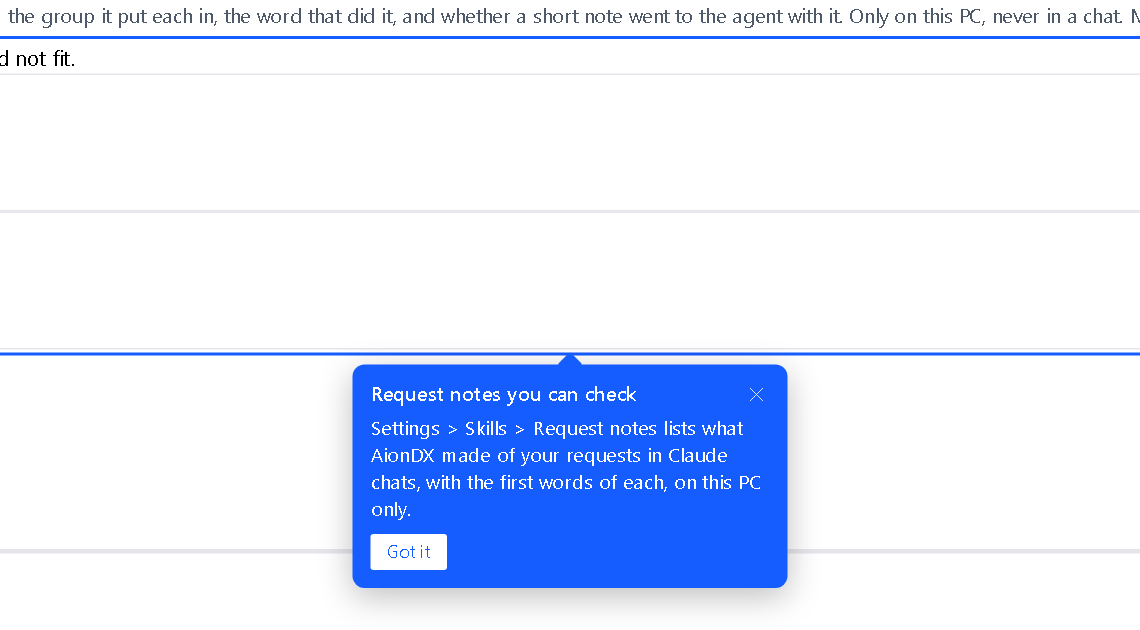 the group it put each in, the word that did it, and whether a short note went to the agent with it. Only on this PC, never in a chat.
not fit.
Request notes you can check
Settings > Skills > Request notes lists what
AionDX made of your requests in Claude
chats, with the first words of each, on this PC
only.
Got it